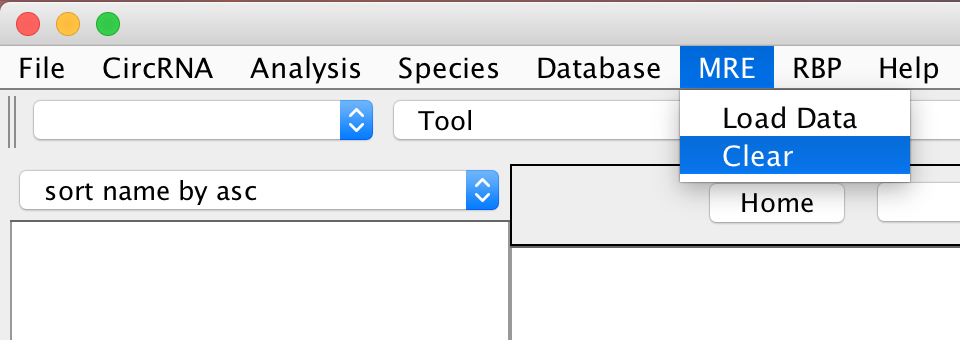 File CircRNA Analysis Species Database MRE RBP Help
Tool
Load Data
Clear
sort name by asc
Home